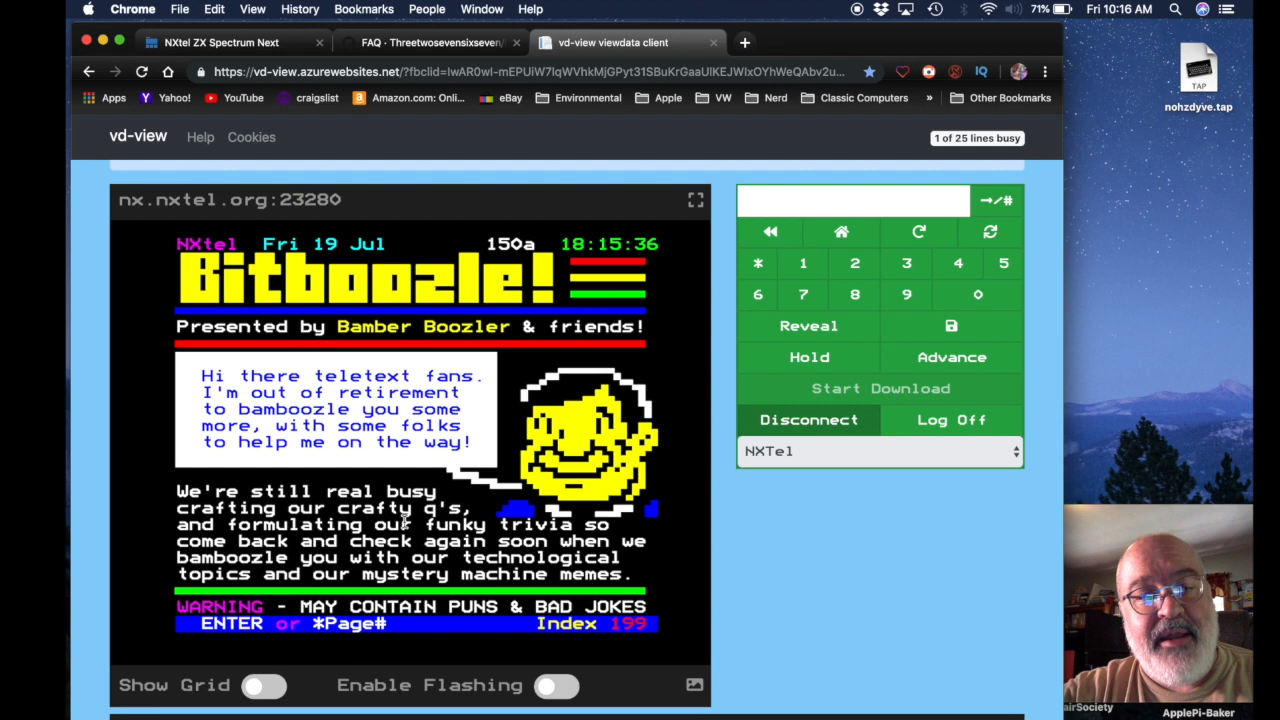 Chrome File Edit View History Bookmarks People Window Help 71% Fri 10:16 AM
NXtel ZX Spectrum Next
FAQ · Threetwosevensixseven/
vd-view viewdata client
https://vd-view.azurewebsites.net/?fbclid=IwAR0wI-mEPUiW7IqWVhkMjGPyt31SBuKrGaaUIKEJWIxOYhWeQAbv2u...
Apps Yahoo! YouTube craigslist Amazon.com: Onli... eBay Environmental Apple VW Nerd Classic Computers » Other Bookmarks
TAP
nohzdyve.tap
vd-view Help Cookies
1 of 25 lines busy
nx.nxtel.org:23280
NXtel Fri 19 Jul 150a 18:15:36
Bitboozle!
Presented by Bamber Boozler & friends!
Hi there teletext fans.
I'm out of retirement
to bamboozle you some
more, with some folks
to help me on the way!
We're still real busy
crafting our crafty q's,
and formulating our funky trivia so
come back and check again soon when we
bamboozle you with our technological
topics and our mystery machine memes.
WARNING - MAY CONTAIN PUNS & BAD JOKES
ENTER or *Page# Index 199
Show Grid Enable Flashing
→/#
* 1 2 3 4 5
6 7 8 9 0
Reveal
Hold Advance
Start Download
Disconnect Log Off
NXTel
airSociety
ApplePi-Baker